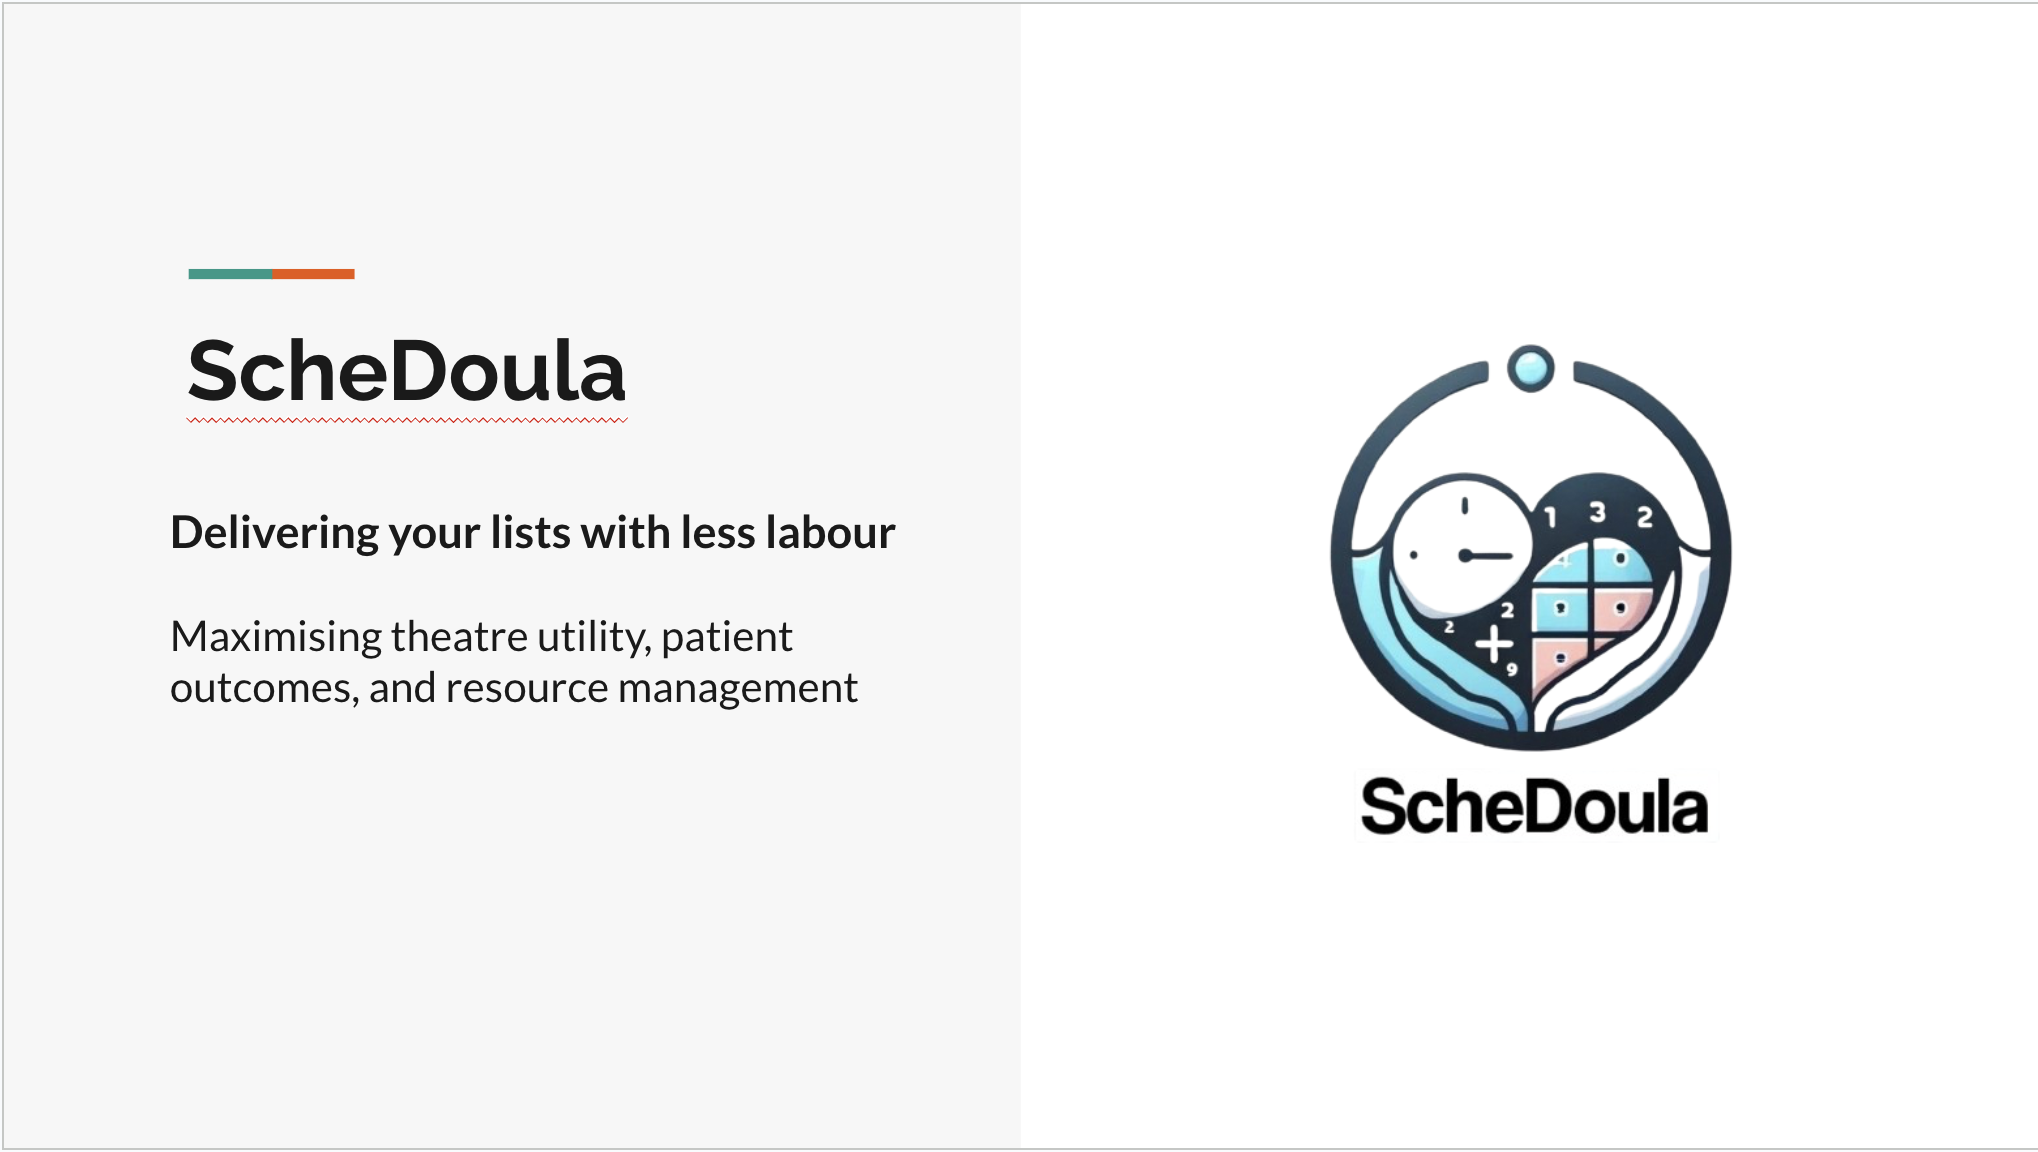 ScheDoula
Delivering your lists with less labour
Maximising theatre utility, patient
outcomes, and resource management
1 3 2
2
2
+
9
ScheDoula